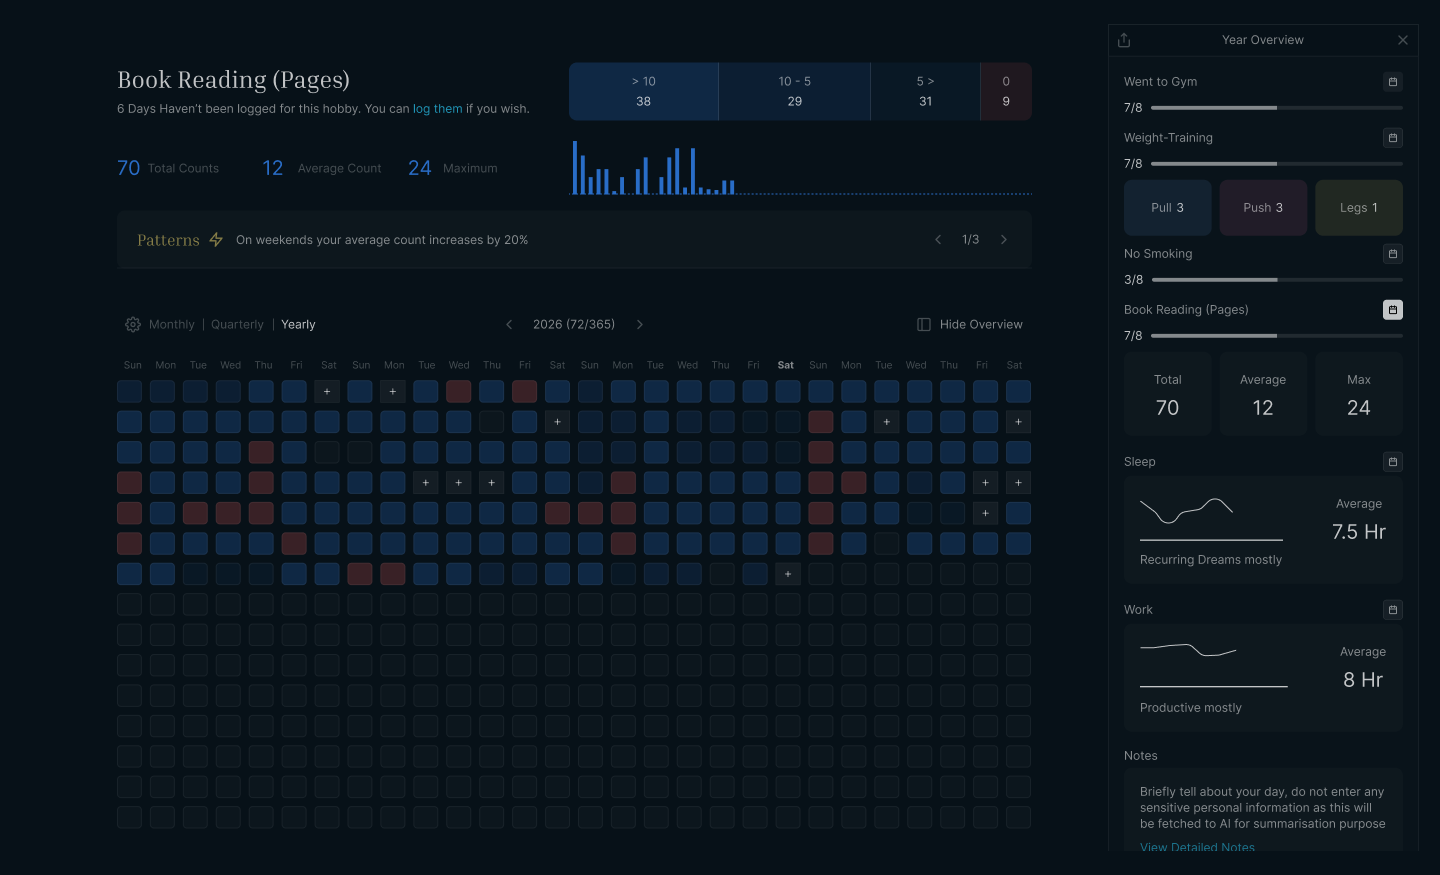 Book Reading (Pages)
6 Days Haven't been logged for this hobby. You can log them if you wish.
> 10
38
10 - 5
29
5 >
31
0
9
70 Total Counts
12 Average Count
24 Maximum
Patterns
On weekends your average count increases by 20%
1/3
Monthly
Quarterly
Yearly
2026 (72/365)
Hide Overview
Sun Mon Tue Wed Thu Fri Sat Sun Mon Tue Wed Thu Fri Sat Sun Mon Tue Wed Thu Fri Sat Sun Mon Tue Wed Thu Fri Sat
+ +
+ + +
+ + + + +
+
+
Year Overview
Went to Gym
7/8
Weight-Training
7/8
Pull 3
Push 3
Legs 1
No Smoking
3/8
Book Reading (Pages)
7/8
Total
70
Average
12
Max
24
Sleep
Average
7.5 Hr
Recurring Dreams mostly
Work
Average
8 Hr
Productive mostly
Notes
Briefly tell about your day, do not enter any
sensitive personal information as this will
be fetched to AI for summarisation purpose
View Detailed Notes